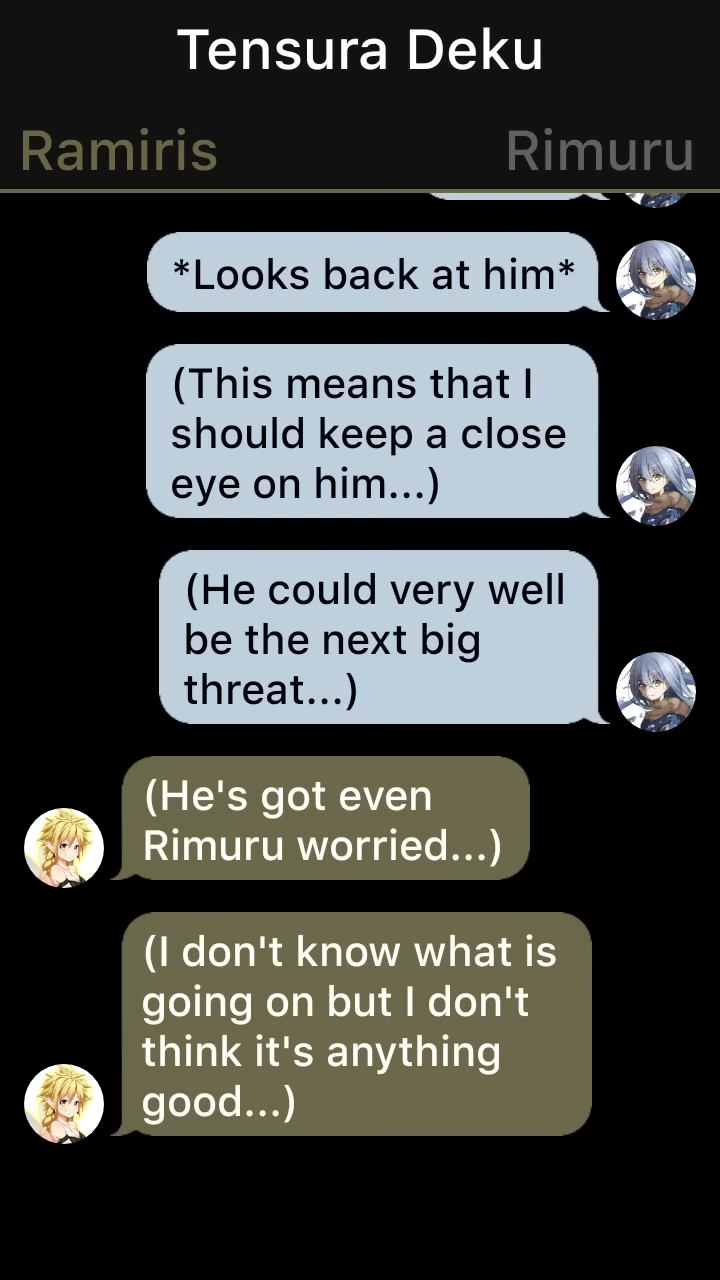 Tensura Deku
Ramiris
Rimuru
*Looks back at him*
(This means that I
should keep a close
eye on him...)
(He could very well
be the next big
threat...)
(He's got even
Rimuru worried...)
(I don't know what is
going on but I don't
think it's anything
good...)